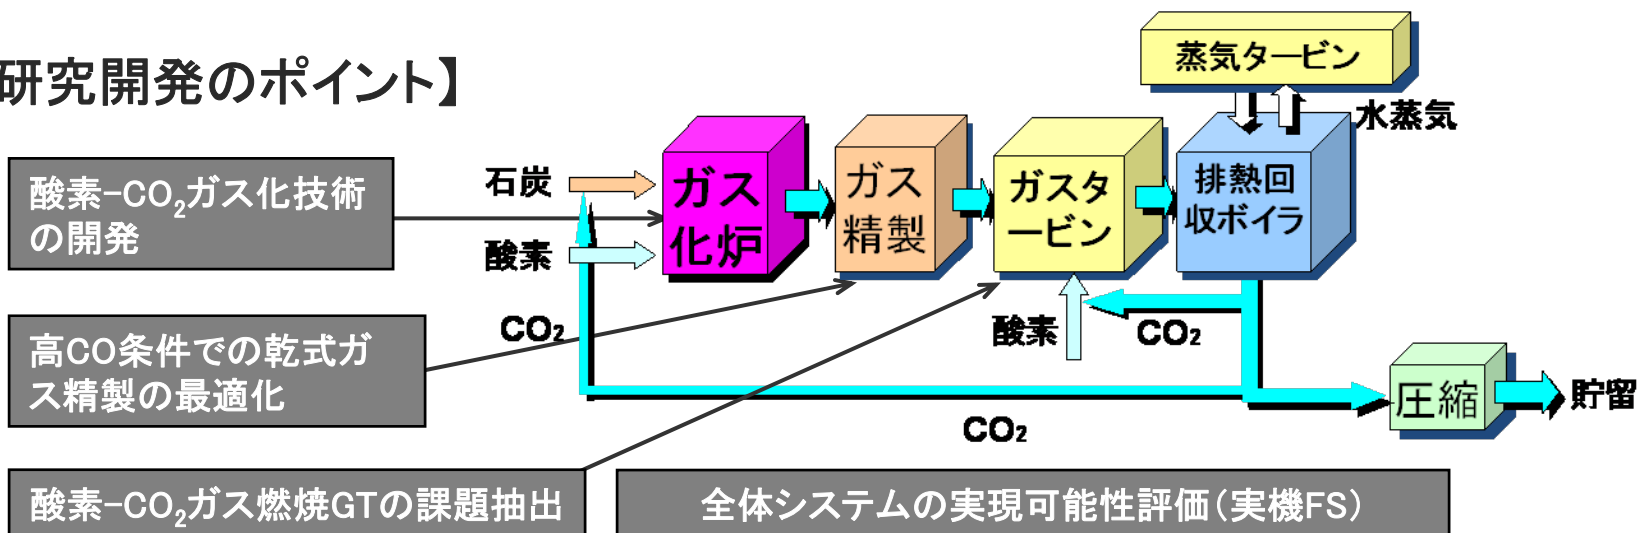 研究開発のポイント】
蒸気タービン
水蒸気
酸素-CO₂ガス化技術
の開発
石炭
酸素
ガス
化炉
ガス
精製
ガスタ
ービン
排熱回
収ボイラ
高CO条件での乾式ガ
ス精製の最適化
CO₂
酸素
CO₂
CO₂
圧縮
貯留
酸素-CO₂ガス燃焼GTの課題抽出
全体システムの実現可能性評価(実機FS)